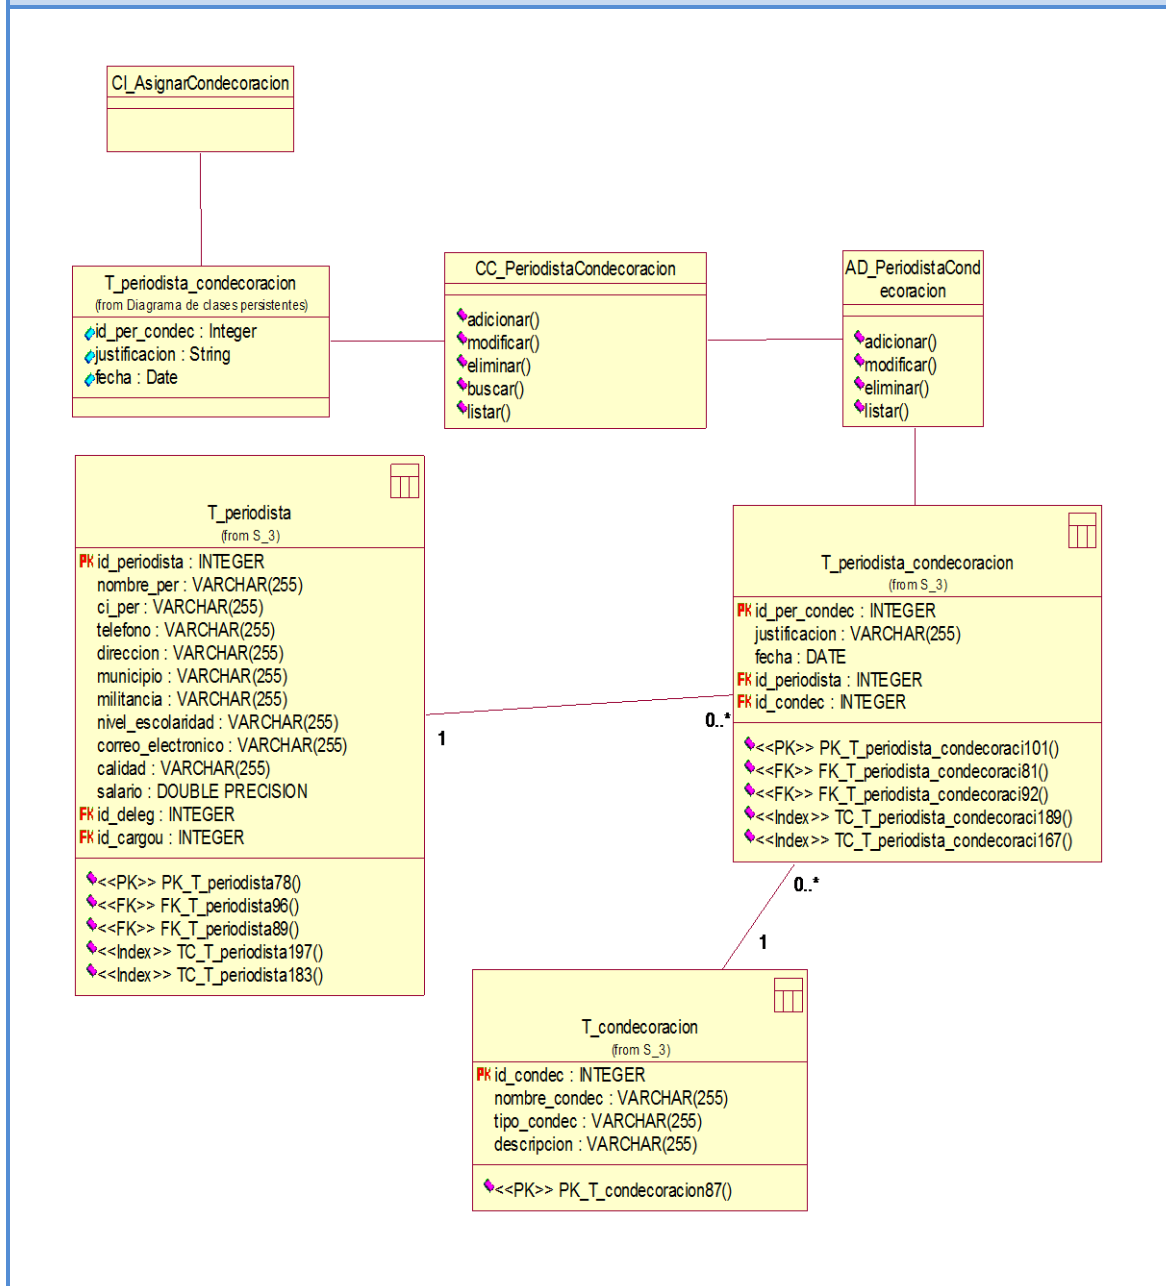 CI_AsignarCondecoracion
T_periodista_condecoracion
(from Diagrama de clases persistentes)
id_per_condec : Integer
justificacion : String
fecha : Date
CC_PeriodistaCondecoracion
adicionar()
modificar()
eliminar()
buscar()
listar()
AD_PeriodistaCond
ecoracion
adicionar()
modificar()
eliminar()
listar()
T_periodista
(from S_3)
PK id_periodista : INTEGER
nombre_per : VARCHAR(255)
ci_per : VARCHAR(255)
telefono : VARCHAR(255)
direccion : VARCHAR(255)
municipio : VARCHAR(255)
militancia : VARCHAR(255)
nivel_escolaridad : VARCHAR(255)
correo_electronico : VARCHAR(255)
calidad : VARCHAR(255)
salario : DOUBLE PRECISION
FK id_deleg : INTEGER
FK id_cargou : INTEGER
<<PK>> PK_T_periodista78()
<<FK>> FK_T_periodista96()
<<FK>> FK_T_periodista89()
<<Index>> TC_T_periodista197()
<<Index>> TC_T_periodista183()
1
0..*
T_periodista_condecoracion
(from S_3)
PK id_per_condec : INTEGER
justificacion : VARCHAR(255)
fecha : DATE
FK id_periodista : INTEGER
FK id_condec : INTEGER
<<PK>> PK_T_periodista_condecoraci101()
<<FK>> FK_T_periodista_condecoraci81()
<<FK>> FK_T_periodista_condecoraci92()
<<Index>> TC_T_periodista_condecoraci189()
<<Index>> TC_T_periodista_condecoraci167()
0..*
1
T_condecoracion
(from S_3)
PK id_condec : INTEGER
nombre_condec : VARCHAR(255)
tipo_condec : VARCHAR(255)
descripcion : VARCHAR(255)
<<PK>> PK_T_condecoracion87()